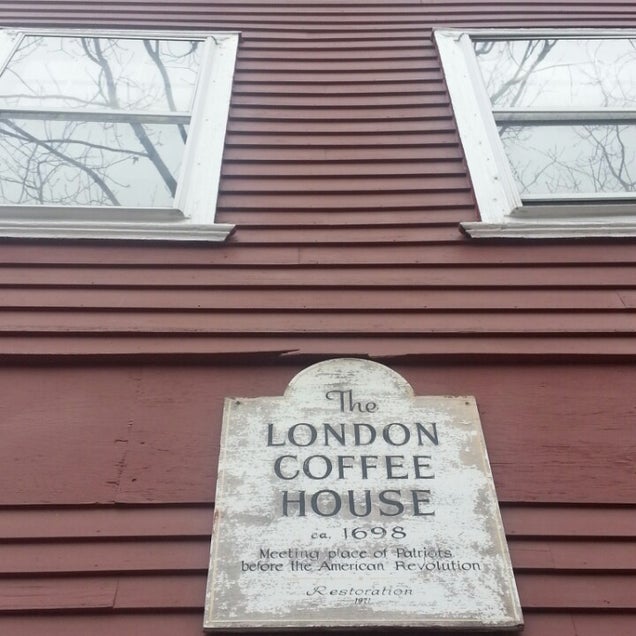 The
LONDON
COFFEE
HOUSE
ca. 1698
Meeting place of Patriots
before the American Revolution
Restoration
1971